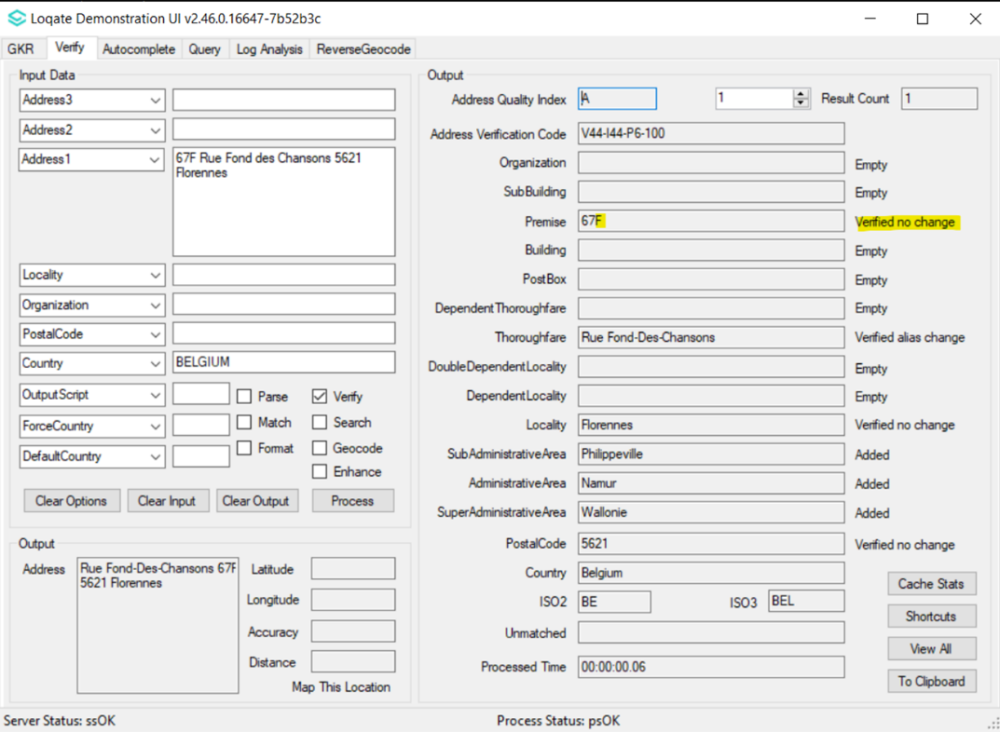 Loqate Demonstration UI v2.46.0.16647-7b52b3c
GKR Verify Autocomplete Query Log Analysis ReverseGeocode
Input Data
Address3
Address2
Address1 67F Rue Fond des Chansons 5621
Florennes
Locality
Organization
PostalCode
Country BELGIUM
OutputScript Parse Verify
ForceCountry Match Search
DefaultCountry Format Geocode
Enhance
Clear Options Clear Input Clear Output Process
Output
Address Rue Fond-Des-Chansons 67F
5621 Florennes
Latitude
Longitude
Accuracy
Distance
Map This Location
Output
Address Quality Index A 1 Result Count 1
Address Verification Code V44-I44-P6-100
Organization Empty
SubBuilding Empty
Premise 67F Verified no change
Building Empty
PostBox Empty
DependentThoroughfare Empty
Thoroughfare Rue Fond-Des-Chansons Verified alias change
DoubleDependentLocality Empty
DependentLocality Empty
Locality Florennes Verified no change
SubAdministrativeArea Philippeville Added
AdministrativeArea Namur Added
SuperAdministrativeArea Wallonie Added
PostalCode 5621 Verified no change
Country Belgium
ISO2 BE ISO3 BEL
Unmatched
Processed Time 00:00:00.06
Cache Stats
Shortcuts
View All
To Clipboard
Server Status: ssOK Process Status: psOK